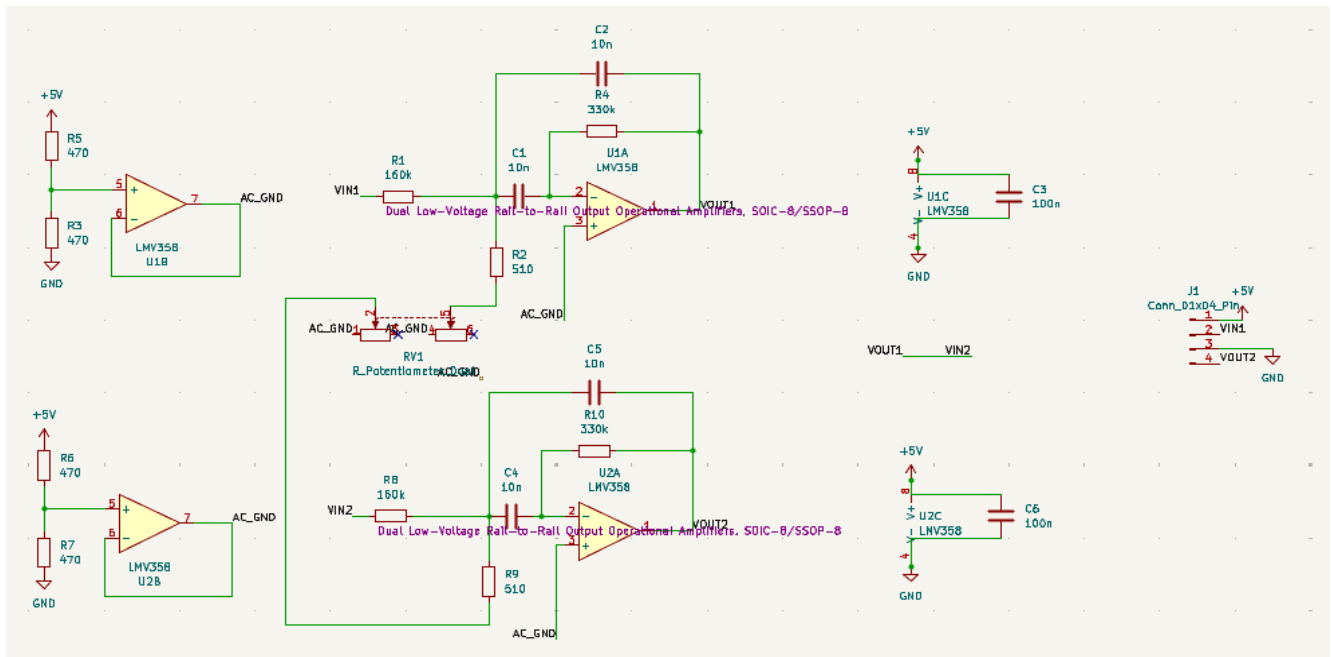 C2
10n
+5V
R4
330k
R5
470
+5V
C1
10n
U1A
LMV358
R1
160k
8
5
+
7
AC_GND
VIN1
2
−
V+
U1C
LMV358
V−
C3
100n
6
−
1
VOUT1
Dual Low-Voltage Rail-to-Rail Output Operational Amplifiers, SOIC-8/SSOP-8
R3
470
3
+
4
LMV358
U1B
R2
510
GND
GND
J1
+5V
Conn_01x04_Pin
2
5
AC_GND
1
4
6
AC_GND
AC_GND
1
2
VIN1
3
4
VOUT2
RV1
C5
10n
VOUT1
VIN2
GND
AC_GND
+5V
R10
330k
R6
470
+5V
C4
10n
U2A
LMV358
R8
160k
8
5
+
7
AC_GND
VIN2
2
−
V+
U2C
LMV358
V−
C6
100n
6
−
1
VOUT2
Dual Low-Voltage Rail-to-Rail Output Operational Amplifiers, SOIC-8/SSOP-8
R7
470
3
+
4
LMV358
U2B
R9
510
GND
GND
AC_GND